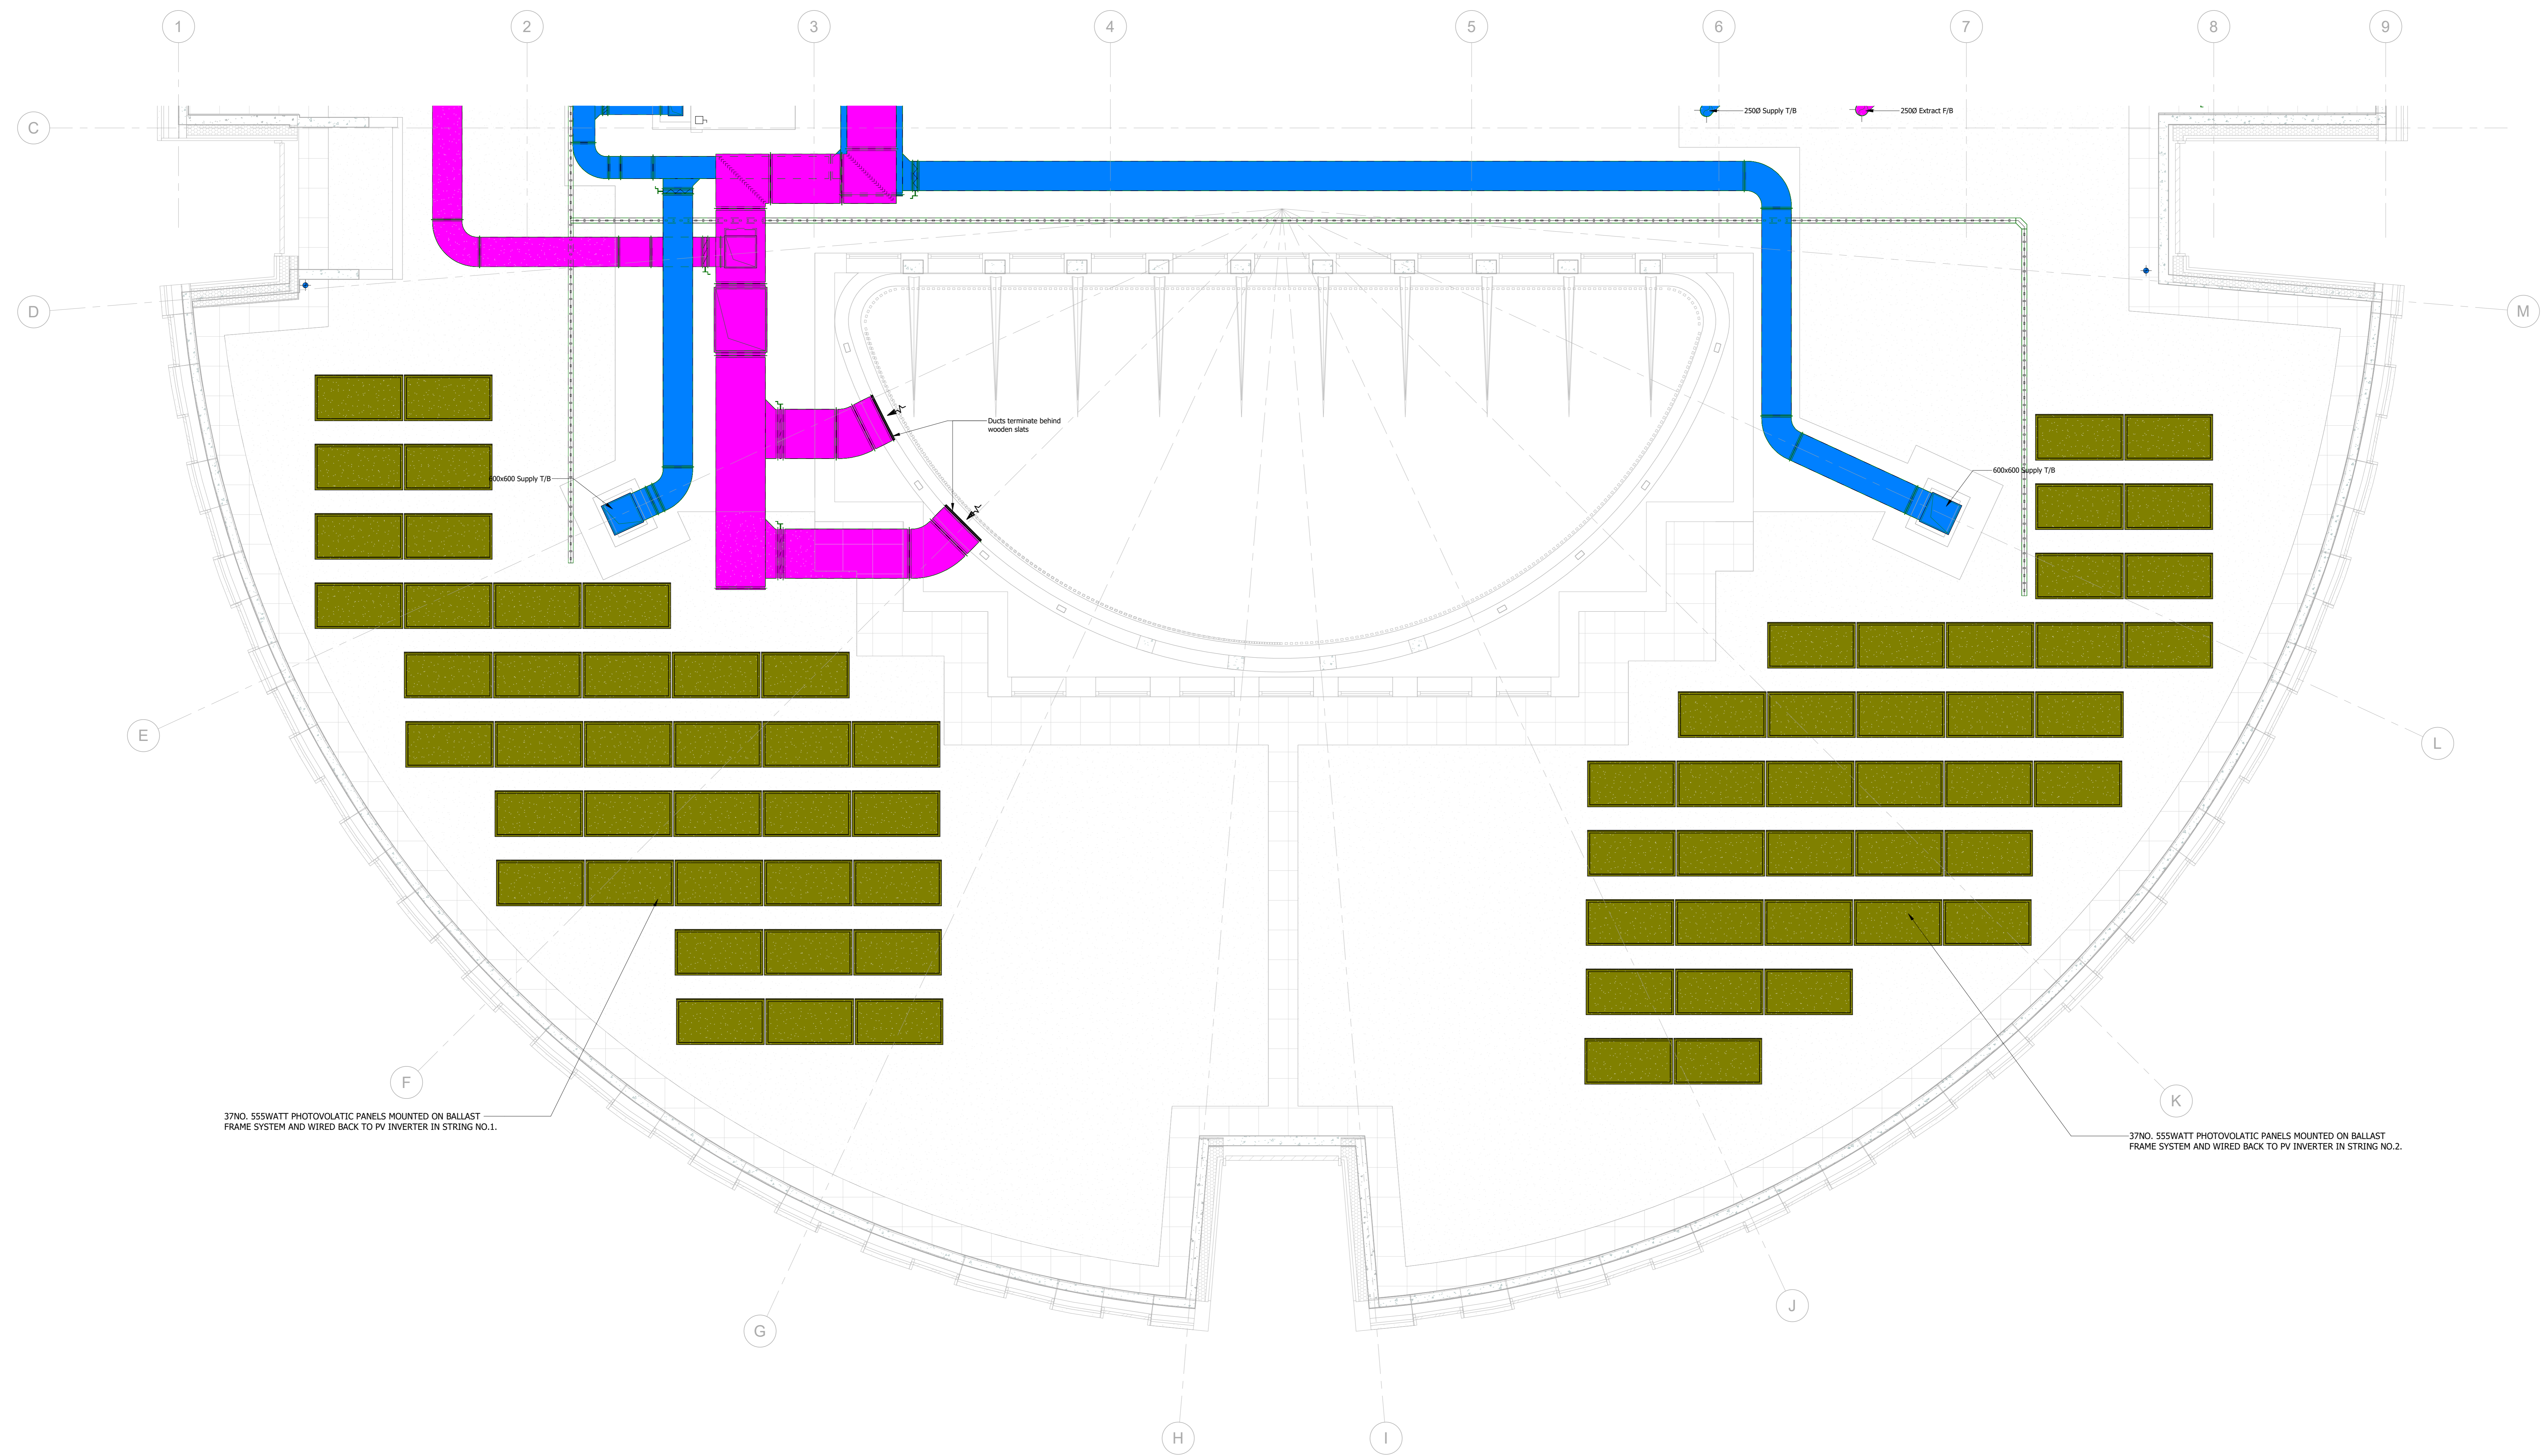 1
2
3
4
5
6
7
8
9
C
250Ø Supply T/B
250Ø Extract F/B
D
M
Ducts terminate behind
wooden slats
600x600 Supply T/B
600x600 Supply T/B
E
L
F
K
37NO. 555WATT PHOTOVOLATIC PANELS MOUNTED ON BALLAST
FRAME SYSTEM AND WIRED BACK TO PV INVERTER IN STRING NO.1.
37NO. 555WATT PHOTOVOLATIC PANELS MOUNTED ON BALLAST
FRAME SYSTEM AND WIRED BACK TO PV INVERTER IN STRING NO.2.
G
J
H
I